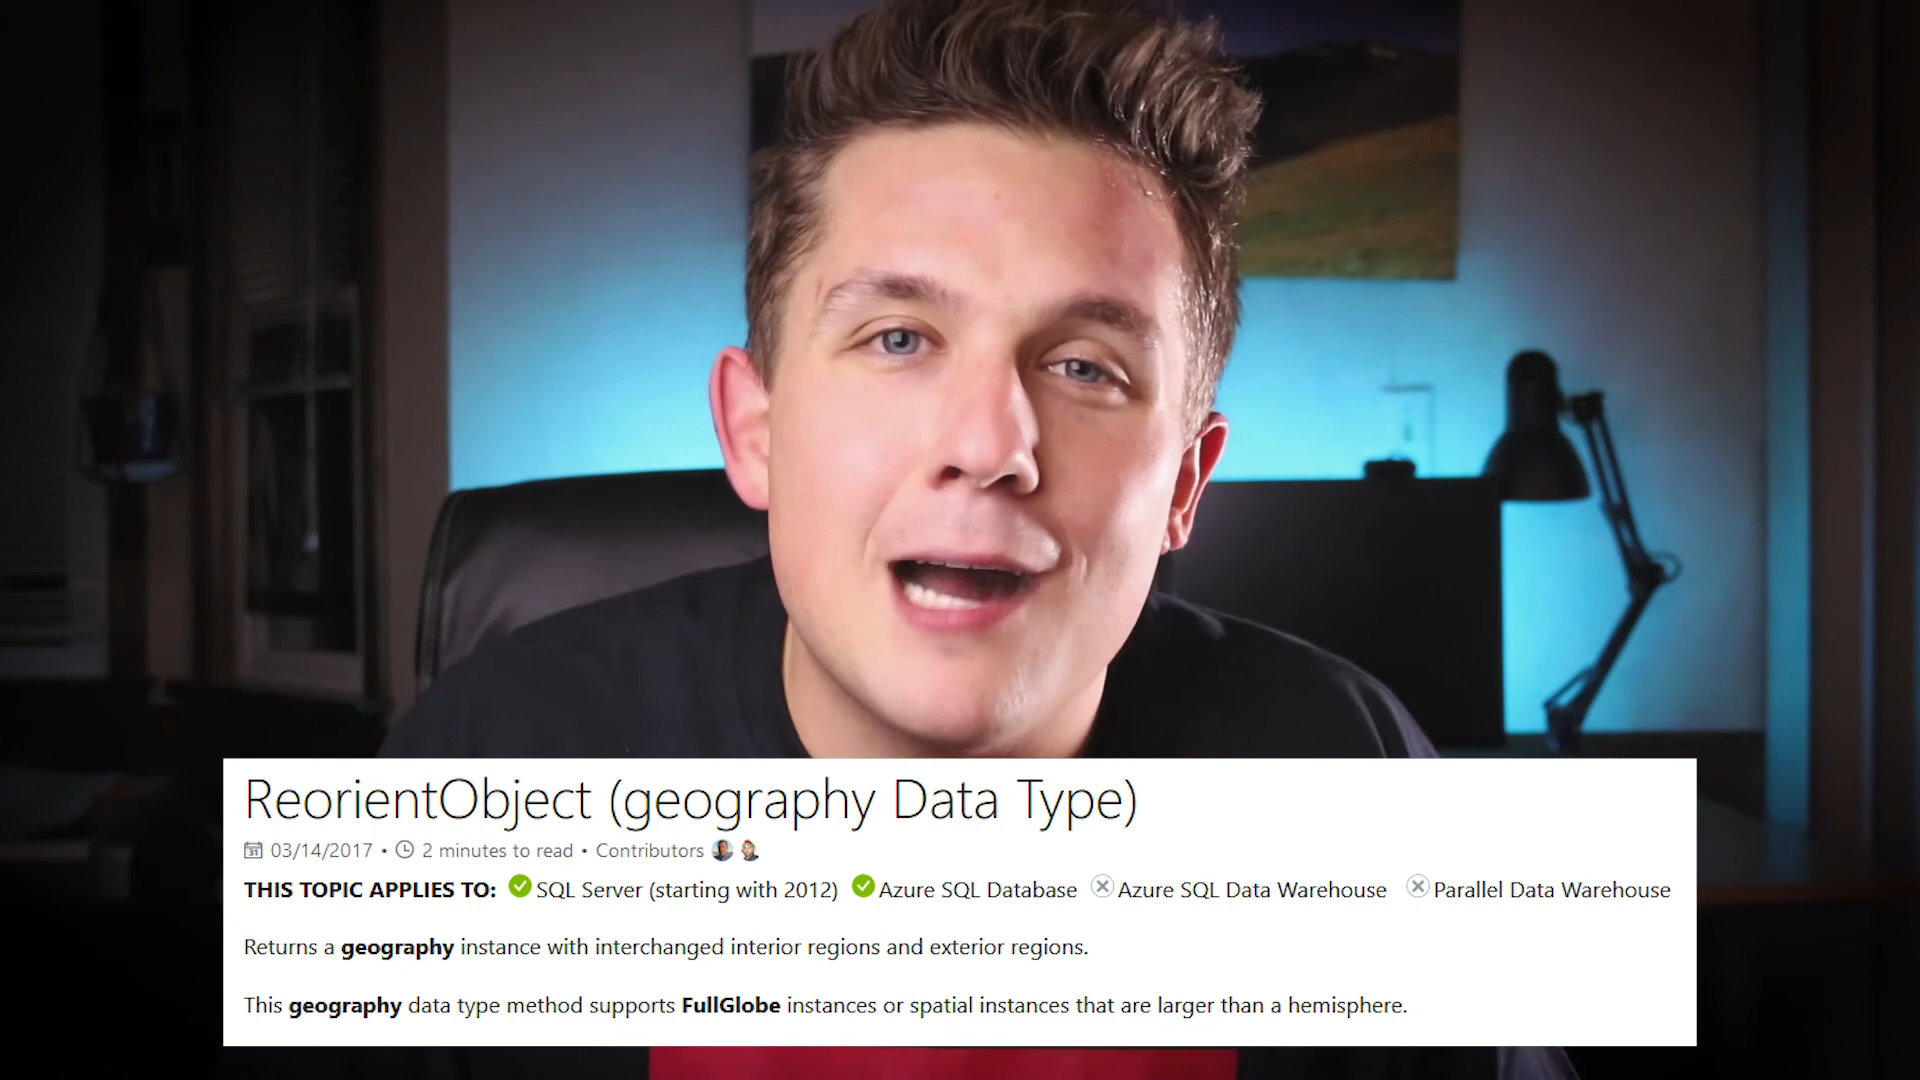 ReorientObject (geography Data Type)
31 03/14/2017 • 2 minutes to read • Contributors
THIS TOPIC APPLIES TO: SQL Server (starting with 2012) Azure SQL Database Azure SQL Data Warehouse Parallel Data Warehouse
Returns a geography instance with interchanged interior regions and exterior regions.
This geography data type method supports FullGlobe instances or spatial instances that are larger than a hemisphere.